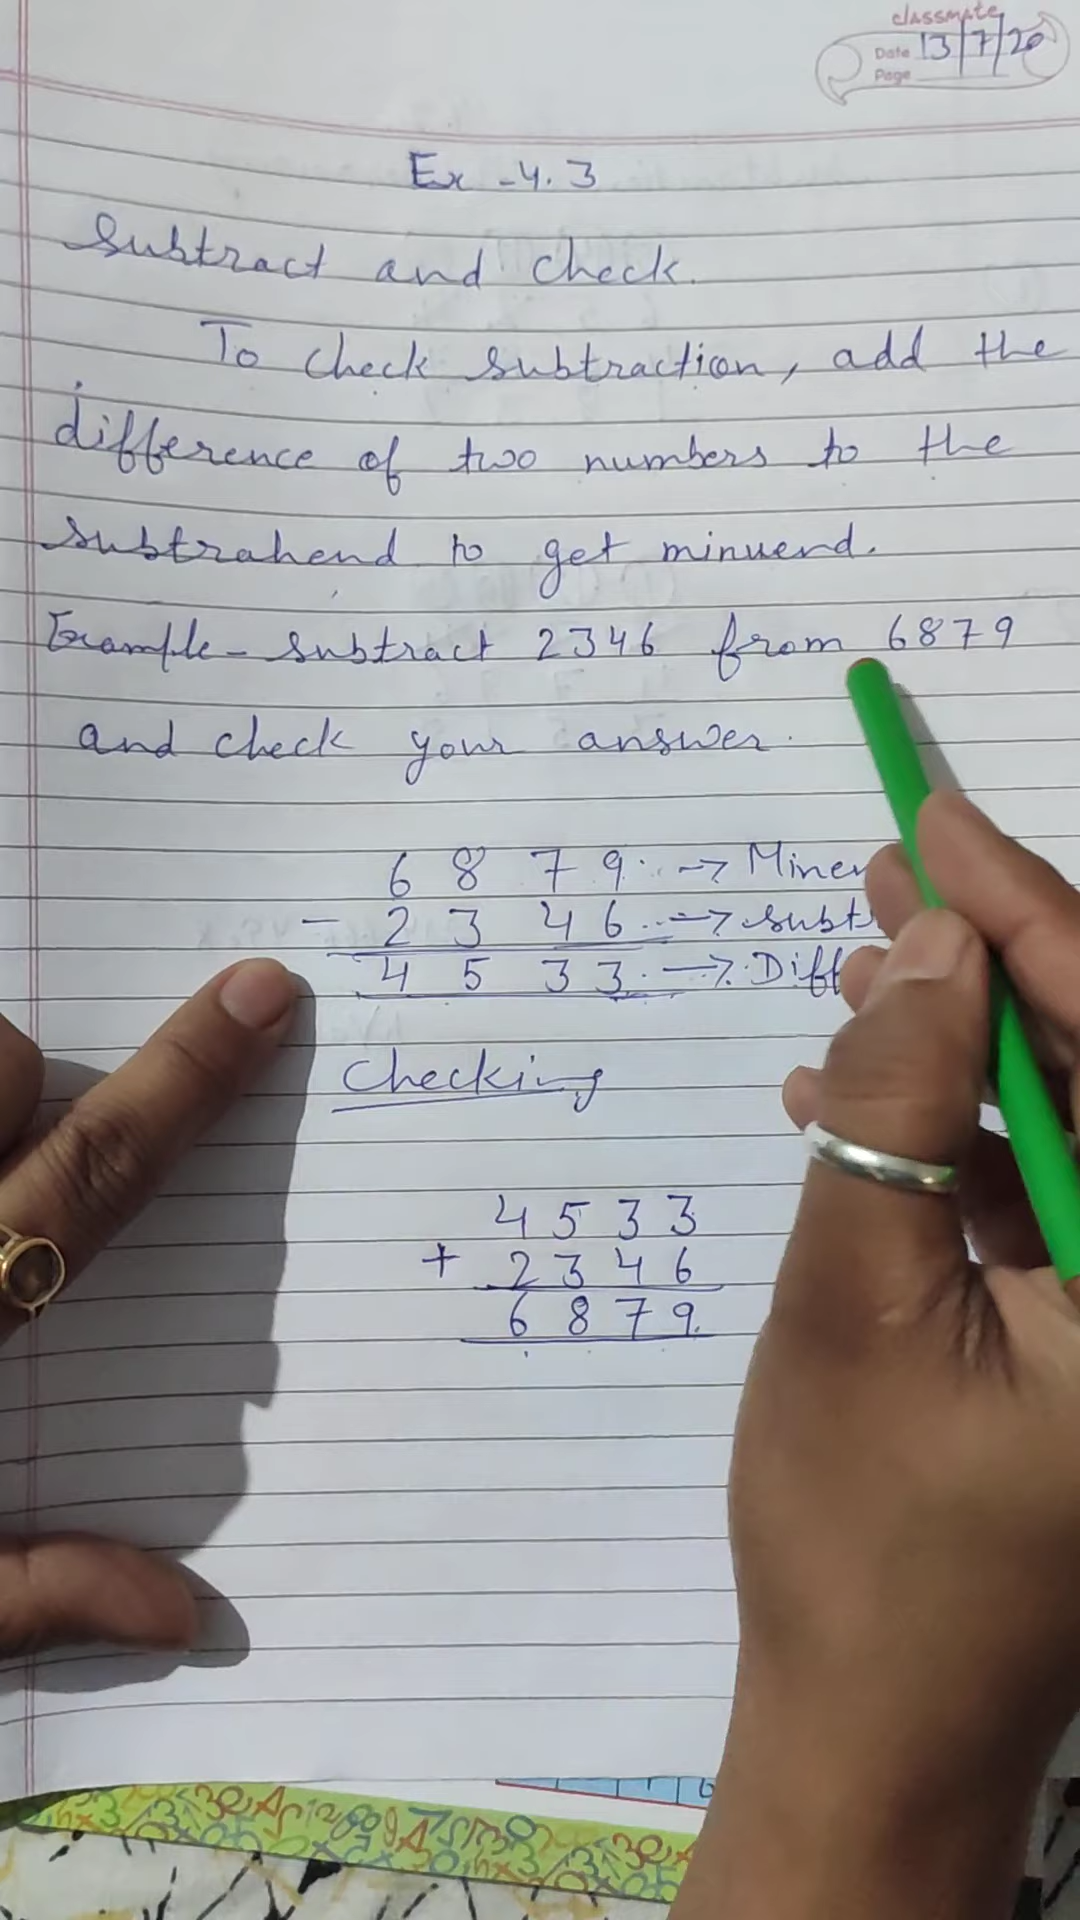 classmate
Date 13/7/20
Page
Ex - 4.3
Subtract and check.
To check subtraction, add the
difference of two numbers to the
subtrahend to get minuend.
Example - subtract 2346 from 6879
and check your answer.
6 8 7 9 → Minen
- 2 3 4 6 → subt
4 5 3 3 → Diff
Checking
4 5 3 3
+ 2 3 4 6
6 8 7 9